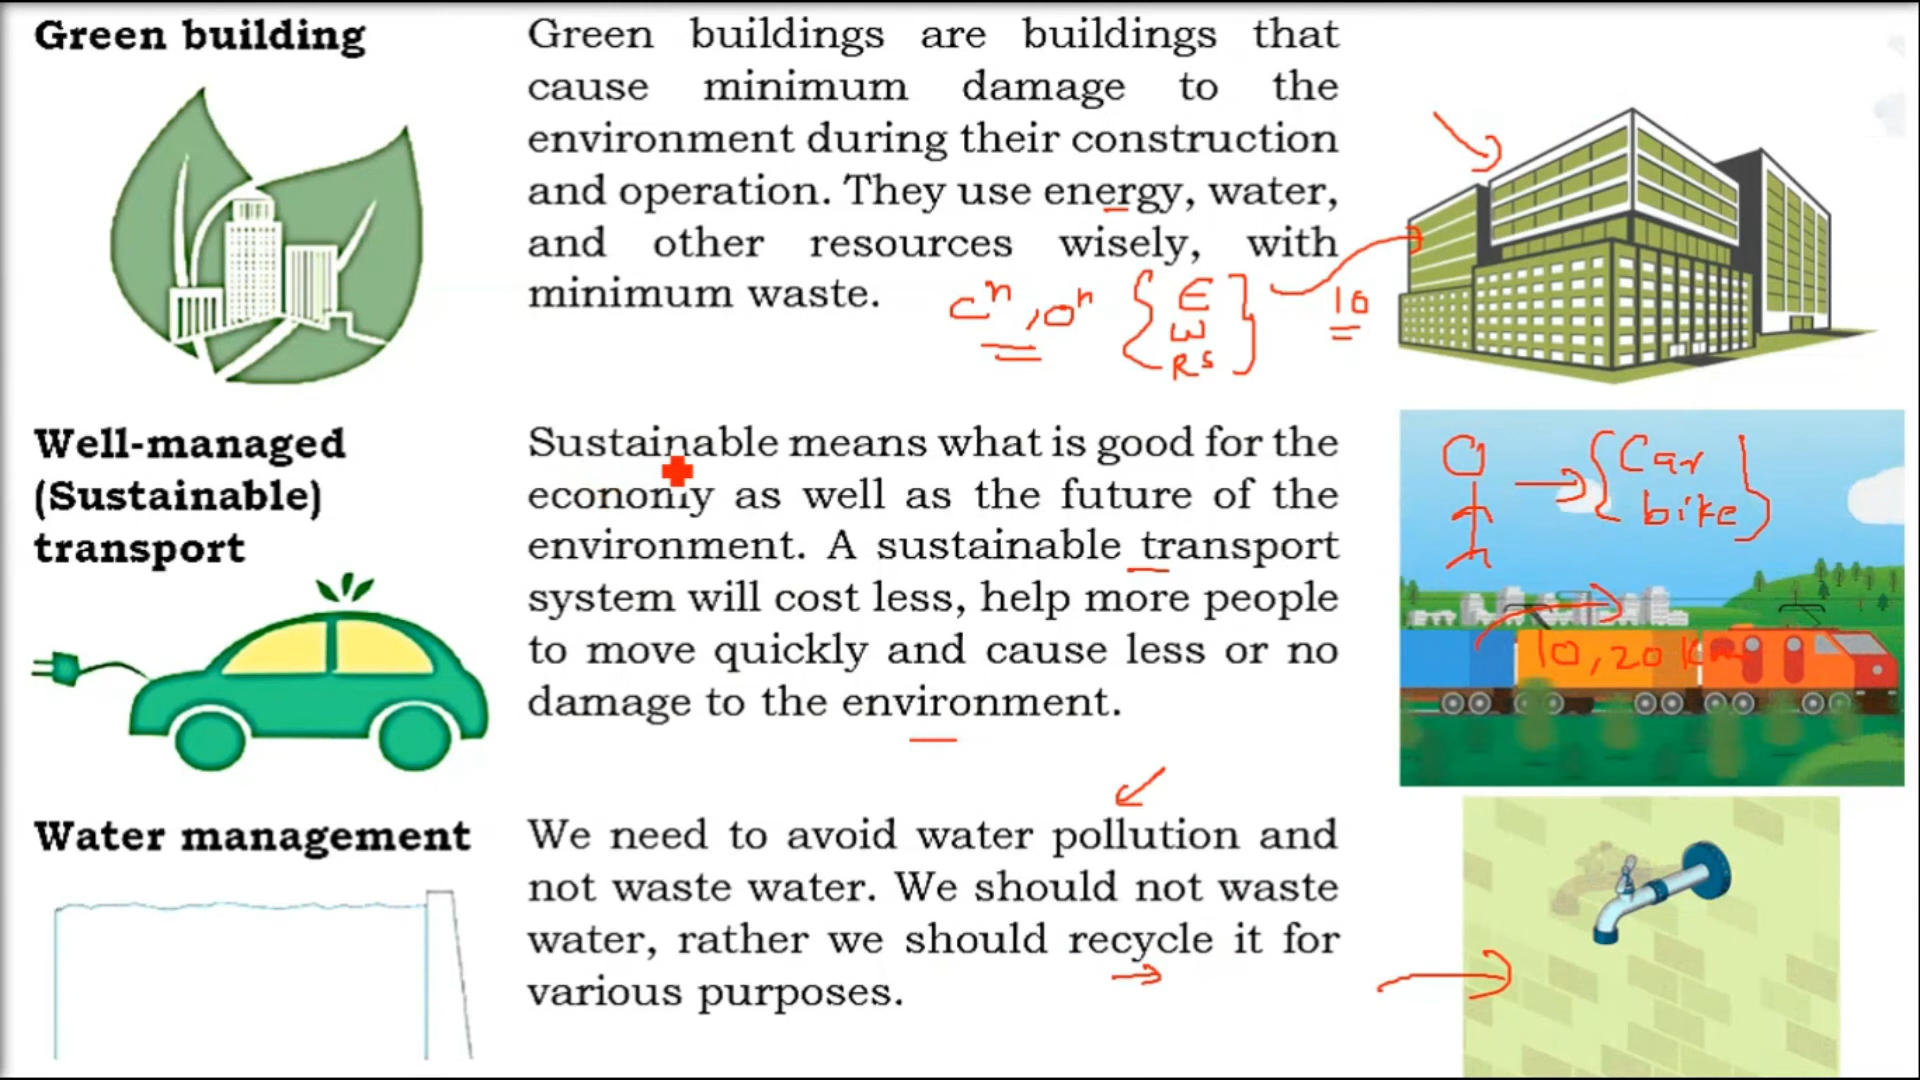 Green building
Green buildings are buildings that
cause minimum damage to the
environment during their construction
and operation. They use energy, water,
and other resources wisely, with
minimum waste.
cⁿ, oⁿ { E
W
RS }
10
Well-managed
(Sustainable)
transport
Sustainable means what is good for the
economy as well as the future of the
environment. A sustainable transport
system will cost less, help more people
to move quickly and cause less or no
damage to the environment.
Car
bike
10, 20 km
Water management
We need to avoid water pollution and
not waste water. We should not waste
water, rather we should recycle it for
various purposes.